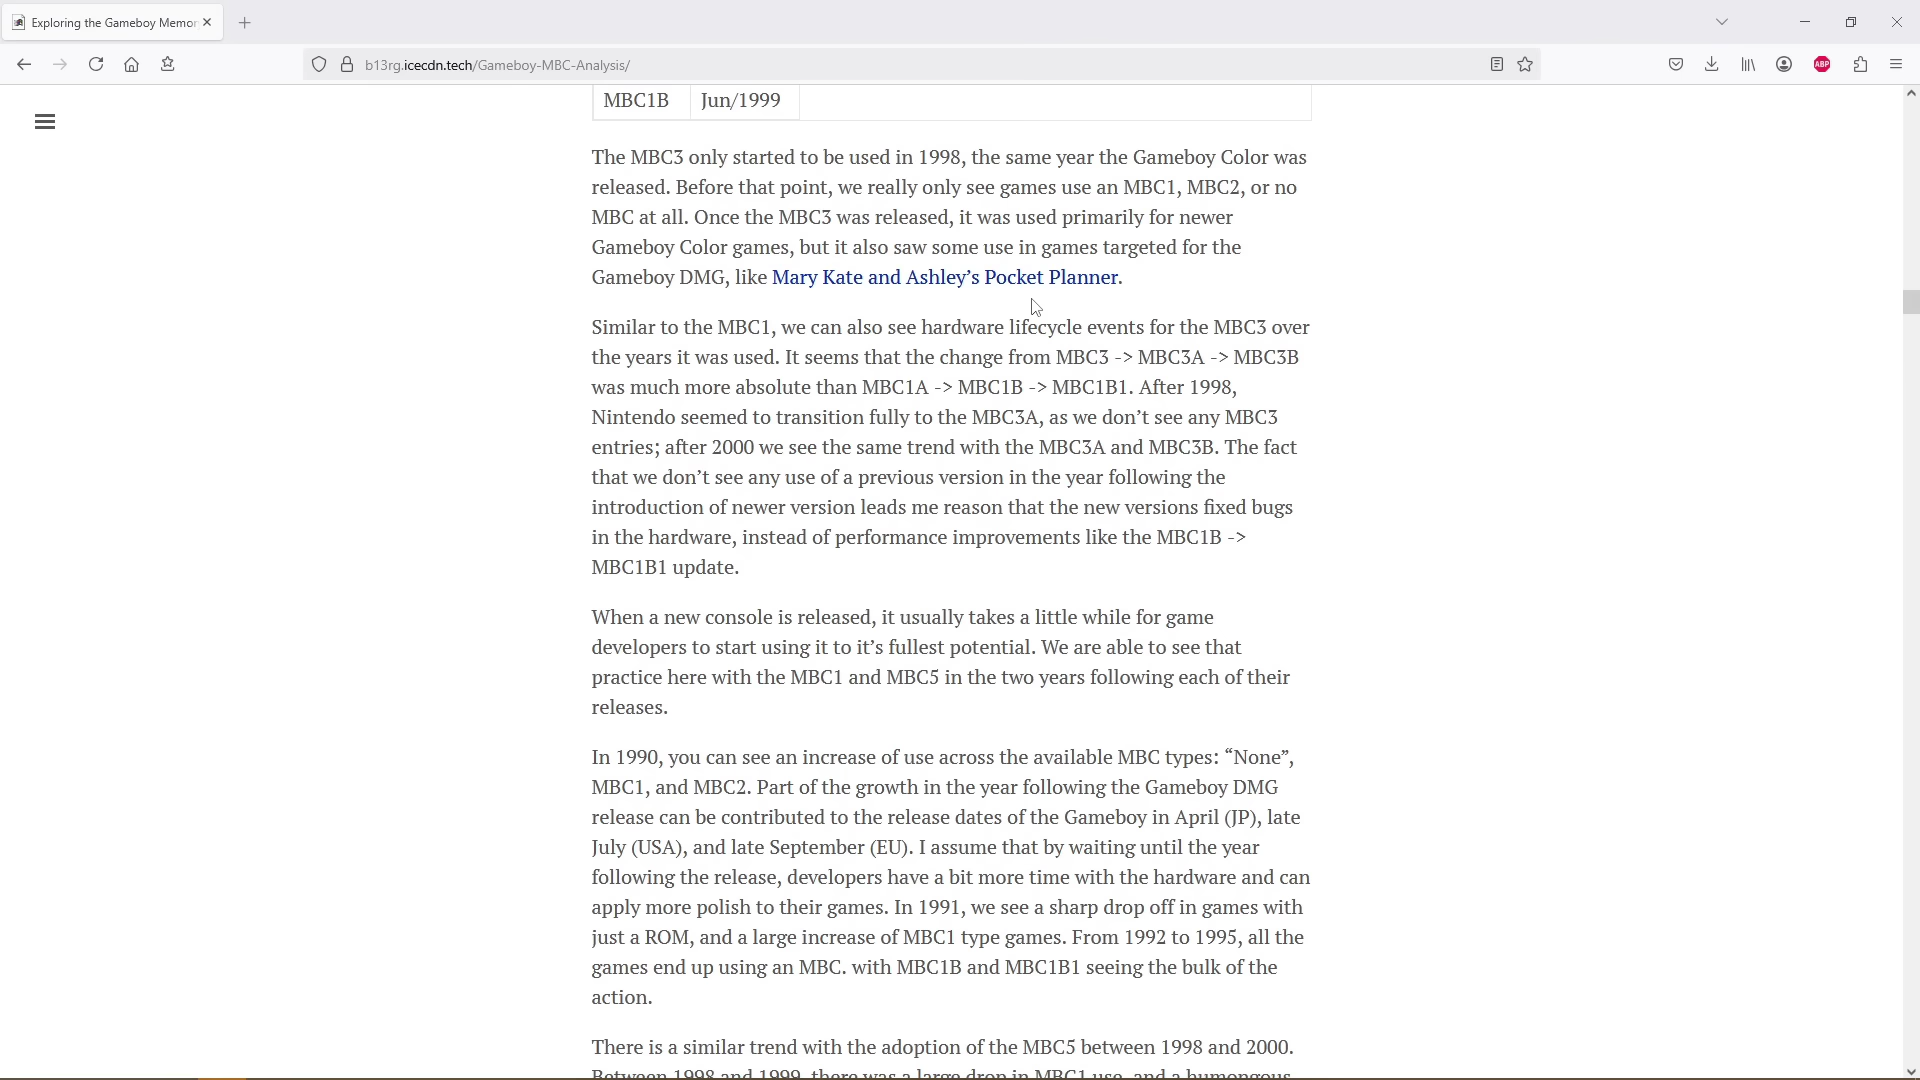 Exploring the Gameboy Memor
b13rg.icecdn.tech/Gameboy-MBC-Analysis/
ABP
MBC1B Jun/1999
The MBC3 only started to be used in 1998, the same year the Gameboy Color was
released. Before that point, we really only see games use an MBC1, MBC2, or no
MBC at all. Once the MBC3 was released, it was used primarily for newer
Gameboy Color games, but it also saw some use in games targeted for the
Gameboy DMG, like Mary Kate and Ashley’s Pocket Planner.
Similar to the MBC1, we can also see hardware lifecycle events for the MBC3 over
the years it was used. It seems that the change from MBC3 -> MBC3A -> MBC3B
was much more absolute than MBC1A -> MBC1B -> MBC1B1. After 1998,
Nintendo seemed to transition fully to the MBC3A, as we don’t see any MBC3
entries; after 2000 we see the same trend with the MBC3A and MBC3B. The fact
that we don’t see any use of a previous version in the year following the
introduction of newer version leads me reason that the new versions fixed bugs
in the hardware, instead of performance improvements like the MBC1B ->
MBC1B1 update.
When a new console is released, it usually takes a little while for game
developers to start using it to it’s fullest potential. We are able to see that
practice here with the MBC1 and MBC5 in the two years following each of their
releases.
In 1990, you can see an increase of use across the available MBC types: “None”,
MBC1, and MBC2. Part of the growth in the year following the Gameboy DMG
release can be contributed to the release dates of the Gameboy in April (JP), late
July (USA), and late September (EU). I assume that by waiting until the year
following the release, developers have a bit more time with the hardware and can
apply more polish to their games. In 1991, we see a sharp drop off in games with
just a ROM, and a large increase of MBC1 type games. From 1992 to 1995, all the
games end up using an MBC. with MBC1B and MBC1B1 seeing the bulk of the
action.
There is a similar trend with the adoption of the MBC5 between 1998 and 2000.
Between 1998 and 1999, there was a large drop in MBC1 use, and a humongous